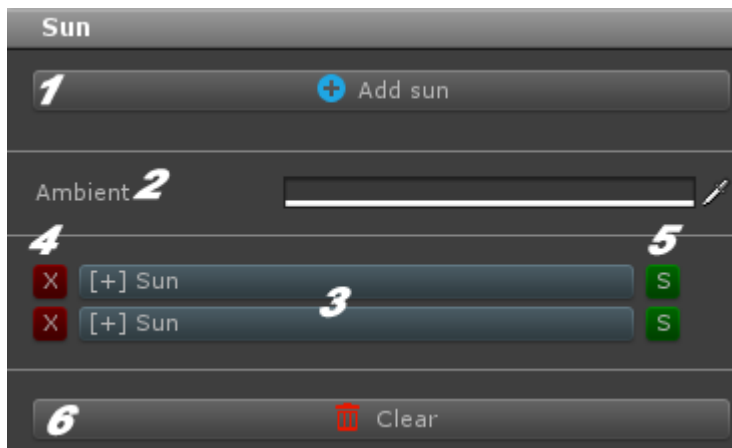 Sun
1 Add sun
Ambient 2
4 5
X [+] Sun S
3
X [+] Sun S
6 Clear